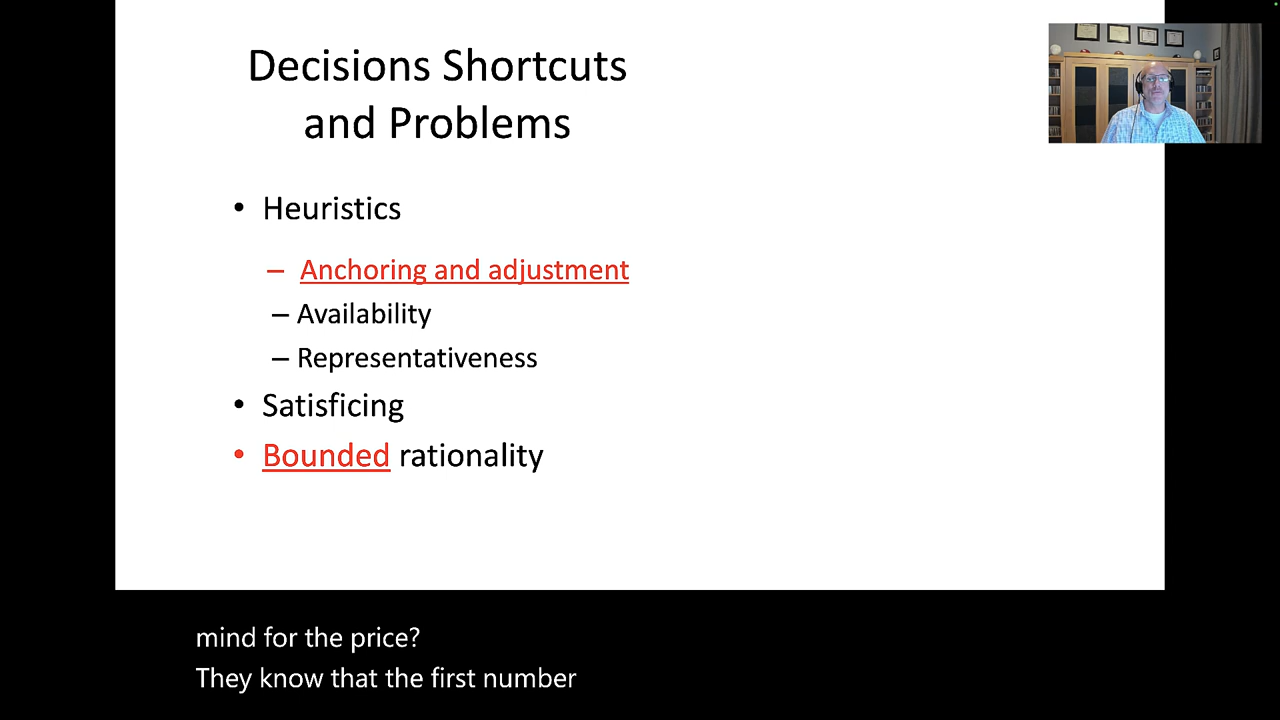 Decisions Shortcuts
and Problems
• Heuristics
– Anchoring and adjustment
– Availability
– Representativeness
• Satisficing
• Bounded rationality
mind for the price?
They know that the first number